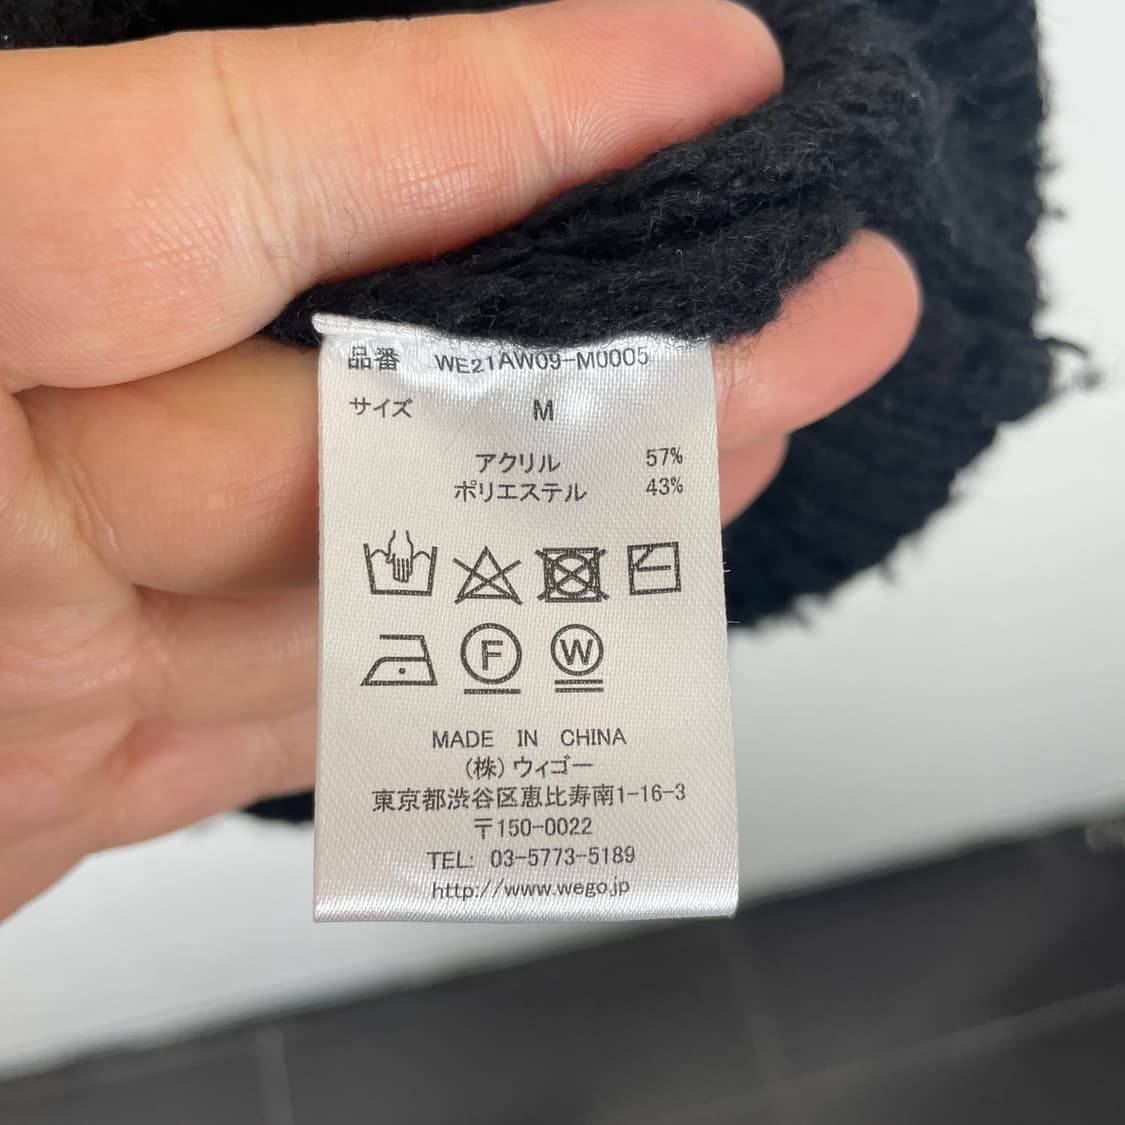 品番 WE21AW09-M0005
サイズ M
アクリル 57%
ポリエステル 43%
F W
MADE IN CHINA
(株)ウィゴー
東京都渋谷区恵比寿南1-16-3
〒150-0022
TEL: 03-5773-5189
http://www.wego.jp